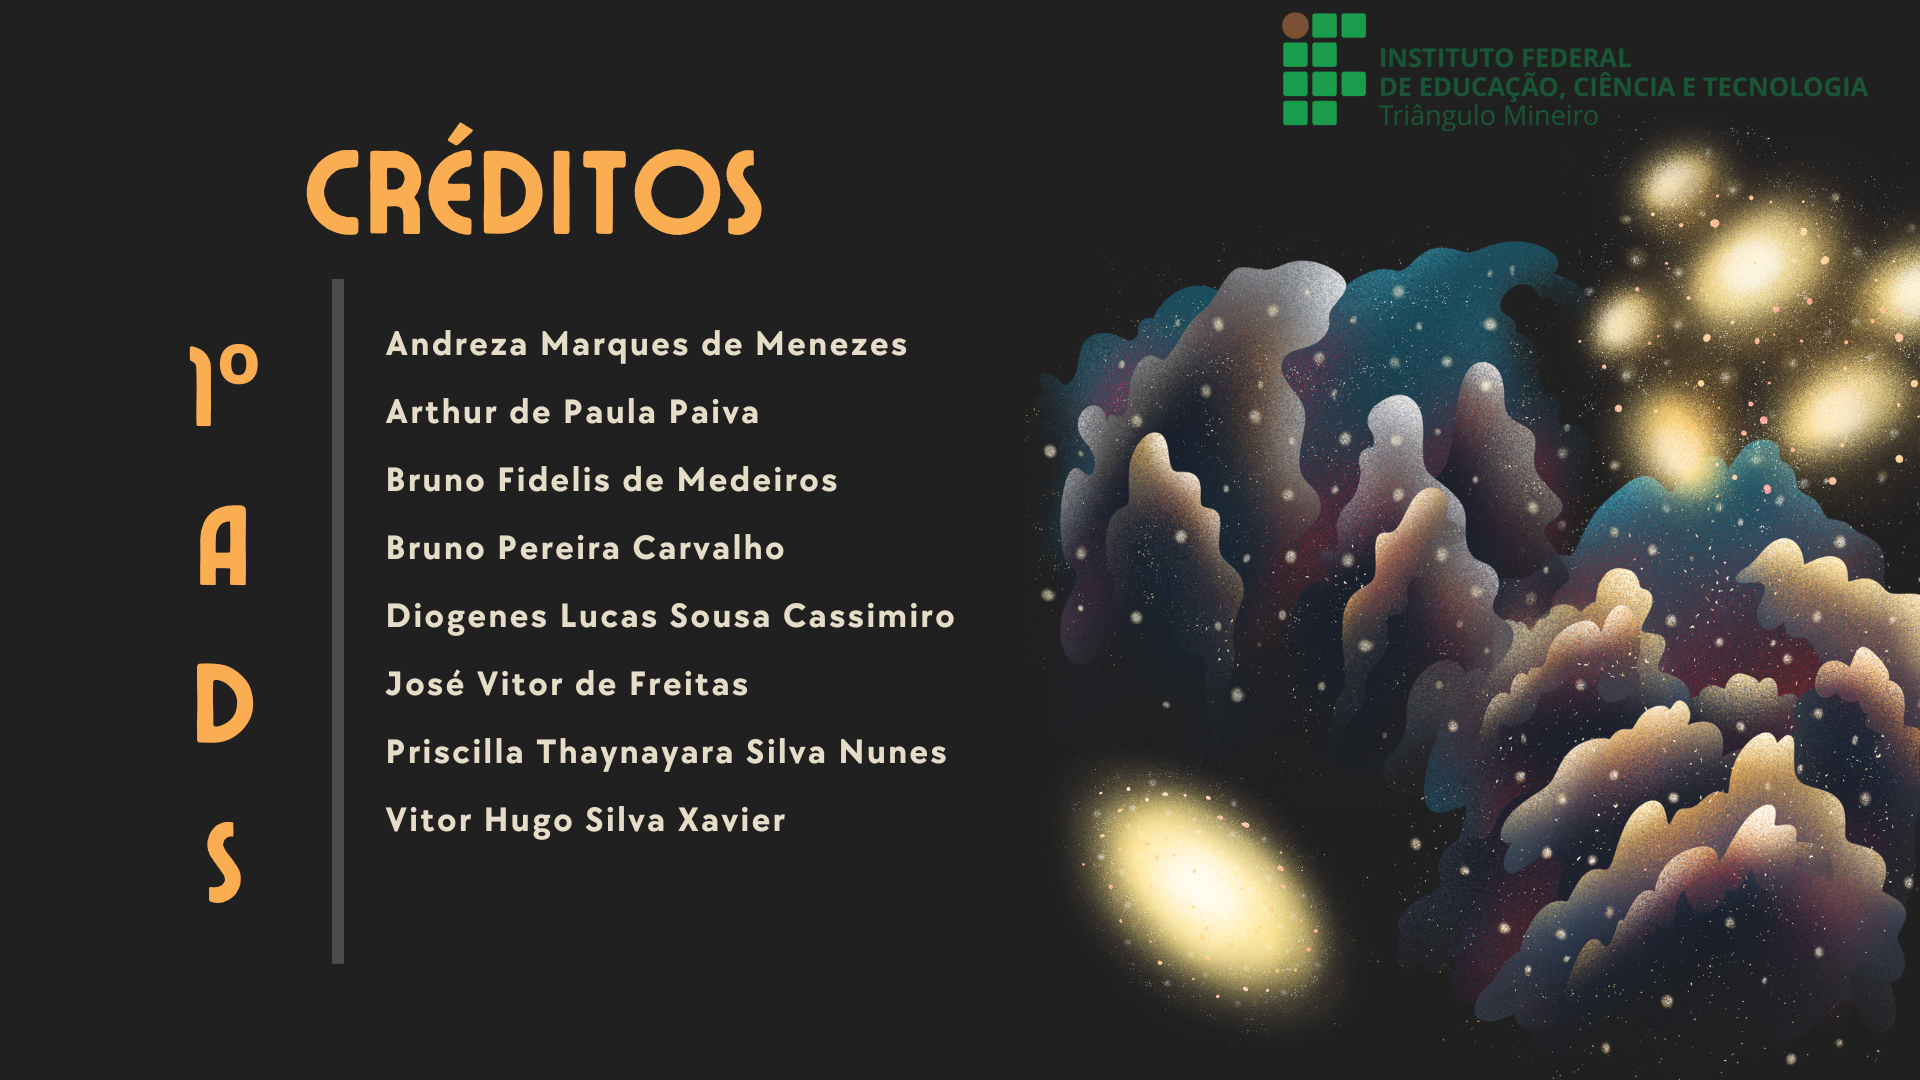 INSTITUTO FEDERAL
DE EDUCAÇÃO, CIÊNCIA E TECNOLOGIA
Triângulo Mineiro
CRÉDITOS
1º
A
D
S
Andreza Marques de Menezes
Arthur de Paula Paiva
Bruno Fidelis de Medeiros
Bruno Pereira Carvalho
Diogenes Lucas Sousa Cassimiro
José Vitor de Freitas
Priscilla Thaynayara Silva Nunes
Vitor Hugo Silva Xavier